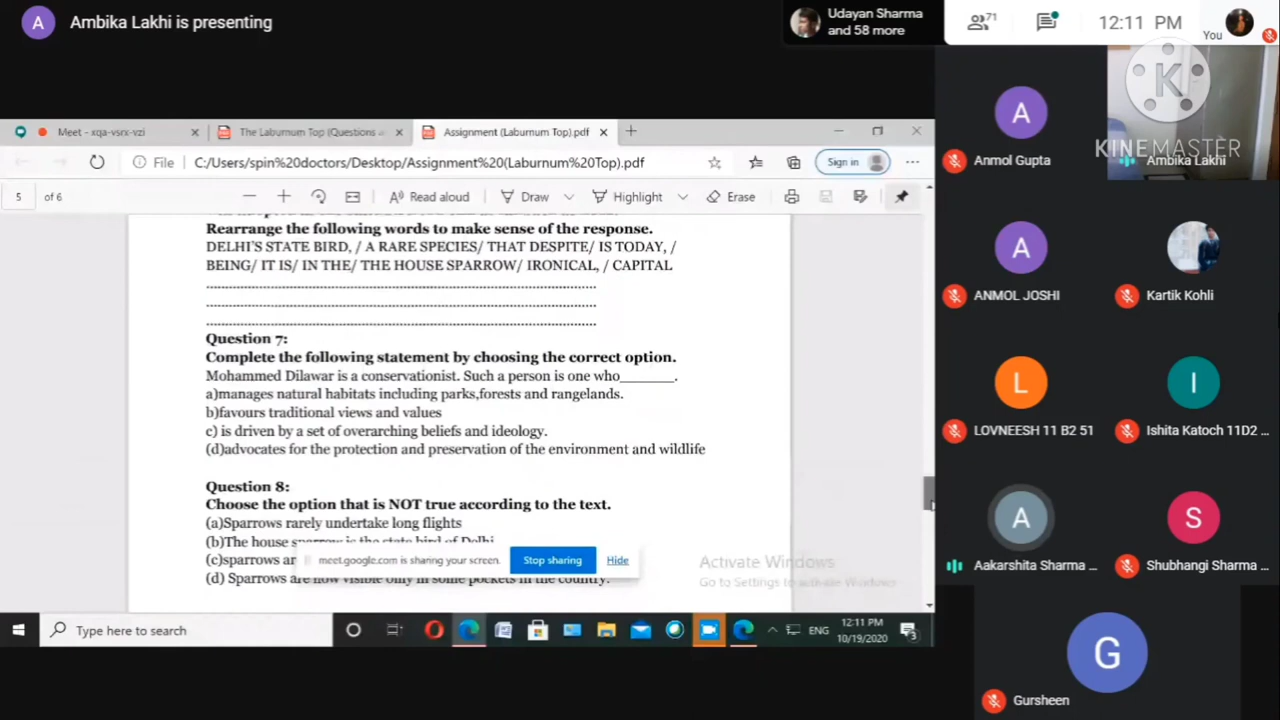 A
Ambika Lakhi is presenting
Udayan Sharma
and 58 more
71
12:11 PM
You
Meet - xqa-vsrx-vzi
The Laburnum Top (Questions a
Assignment (Laburnum Top).pdf
File
C:/Users/spin%20doctors/Desktop/Assignment%20(Laburnum%20Top).pdf
Sign in
5 of 6
Read aloud
Draw
Highlight
Erase
Rearrange the following words to make sense of the response.
DELHI'S STATE BIRD, / A RARE SPECIES/ THAT DESPITE/ IS TODAY, /
BEING/ IT IS/ IN THE/ THE HOUSE SPARROW/ IRONICAL, / CAPITAL
Question 7:
Complete the following statement by choosing the correct option.
Mohammed Dilawar is a conservationist. Such a person is one who_______.
a)manages natural habitats including parks,forests and rangelands.
b)favours traditional views and values
c) is driven by a set of overarching beliefs and ideology.
(d)advocates for the protection and preservation of the environment and wildlife
Question 8:
Choose the option that is NOT true according to the text.
(a)Sparrows rarely undertake long flights
(b)The house sparrow is the state bird of Delhi
(c)sparrows ar
(d) Sparrows are now visible only in some pockets in the country.
meet.google.com is sharing your screen.
Stop sharing
Hide
Activate Windows
Go to Settings to activate Windows.
Type here to search
ENG
12:11 PM
10/19/2020
3
A
Anmol Gupta
KINEMASTER
K
Ambika Lakhi
A
ANMOL JOSHI
Kartik Kohli
L
LOVNEESH 11 B2 51
I
Ishita Katoch 11D2 ...
A
Aakarshita Sharma ...
S
Shubhangi Sharma ...
G
Gursheen